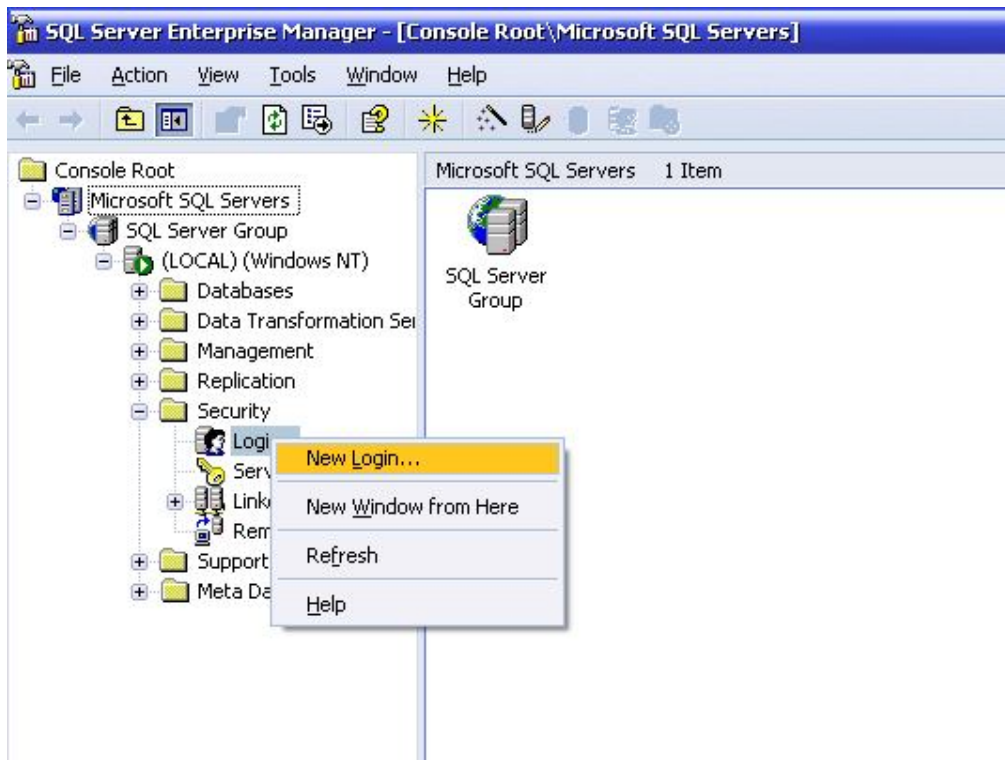 SQL Server Enterprise Manager - [Console Root\Microsoft SQL Servers]
File Action View Tools Window Help
Console Root
Microsoft SQL Servers 1 Item
Microsoft SQL Servers
SQL Server Group
(LOCAL) (Windows NT)
Databases
Data Transformation Ser
Management
Replication
Security
Logi
Serv
Linke
Rem
Support
Meta Da
New Login...
New Window from Here
Refresh
Help
SQL Server
Group